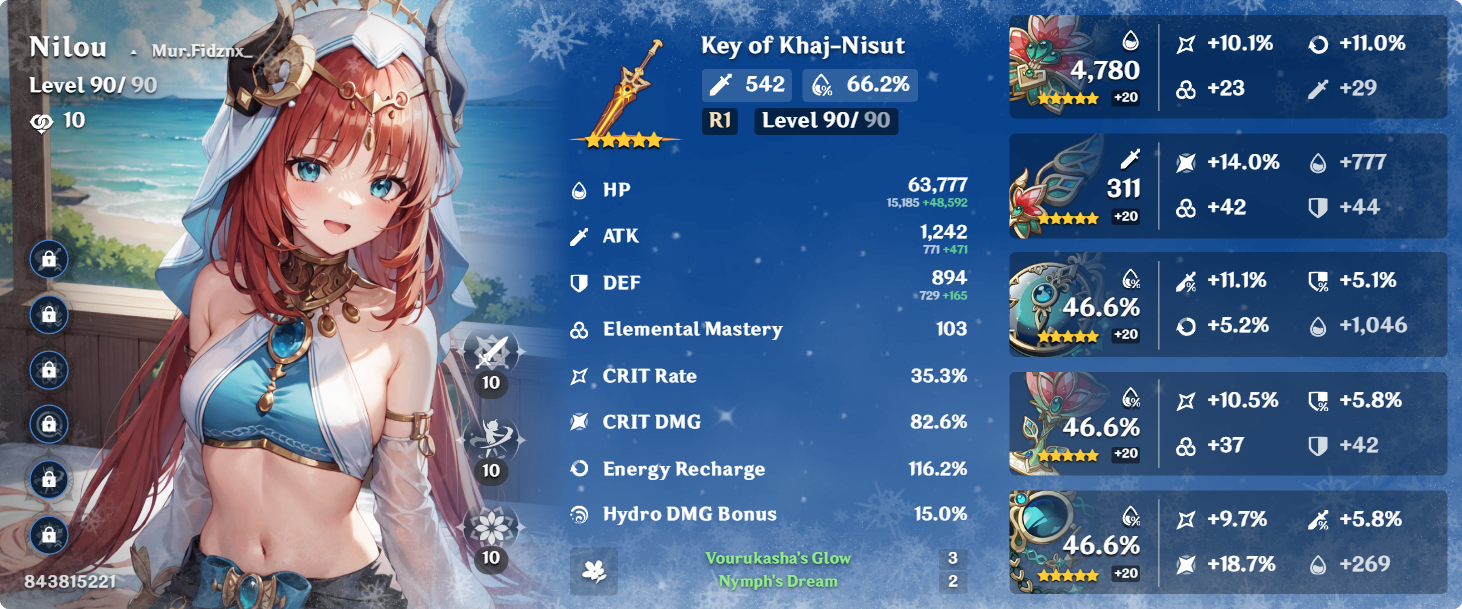 Nilou · Mur.Fidznx_
Level 90/ 90
10
10
10
10
843815221
Key of Khaj-Nisut
542 66.2%
R1 Level 90/ 90
HP 63,777
15,185 +48,592
ATK 1,242
771 +471
DEF 894
729 +165
Elemental Mastery 103
CRIT Rate 35.3%
CRIT DMG 82.6%
Energy Recharge 116.2%
Hydro DMG Bonus 15.0%
Vourukasha's Glow 3
Nymph's Dream 2
4,780
+20
+10.1% +11.0%
+23 +29
311
+20
+14.0% +777
+42 +44
46.6%
+20
+11.1% +5.1%
+5.2% +1,046
46.6%
+20
+10.5% +5.8%
+37 +42
46.6%
+20
+9.7% +5.8%
+18.7% +269